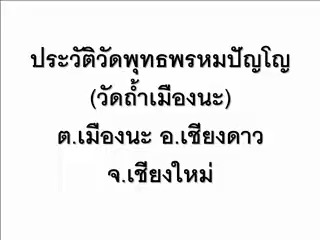 ประวัติวัดพุทธพรหมปัญโญ
(วัดถ้ำเมืองนะ)
ต.เมืองนะ อ.เชียงดาว
จ.เชียงใหม่